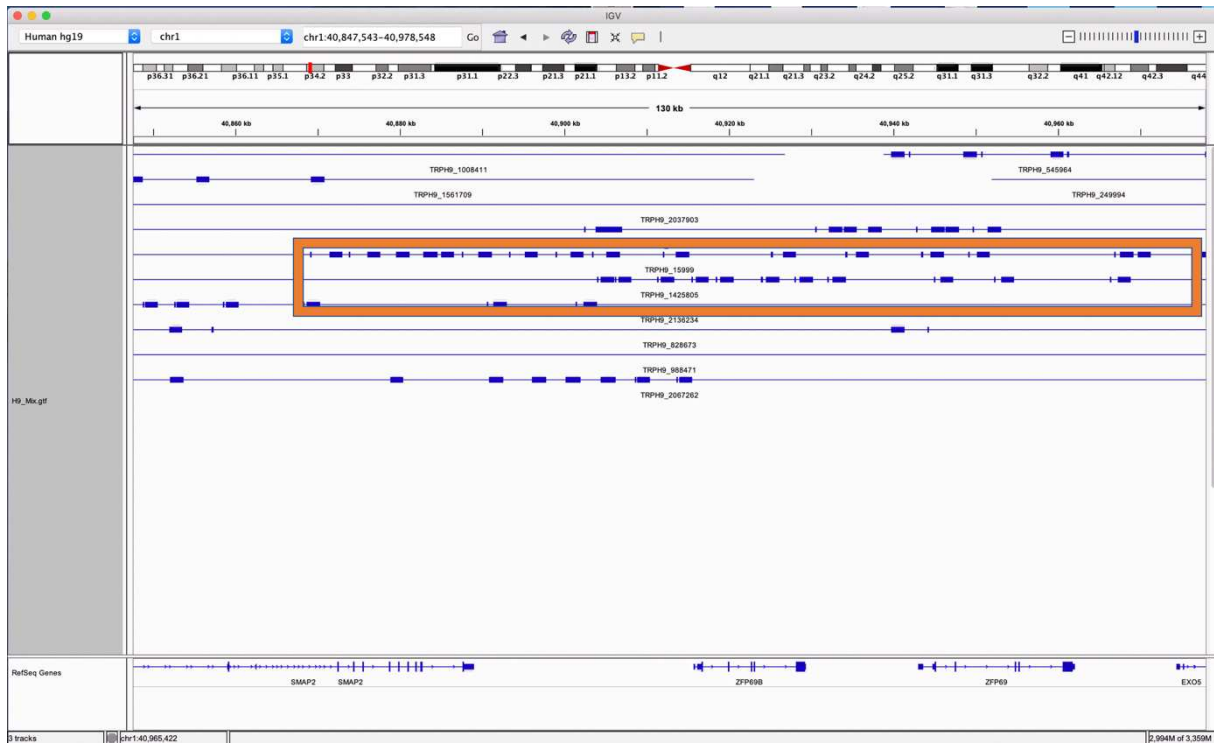 IGV
Human hg19 chr1 chr1:40,847,543-40,978,548 Go
p36.31 p36.21 p36.11 p35.1 p34.2 p33 p32.2 p31.3 p31.1 p22.3 p21.3 p21.1 p13.2 p11.2 q12 q21.1 q21.3 q23.2 q24.2 q25.2 q31.1 q31.3 q32.2 q41 q42.12 q42.3 q44
130 kb
40,860 kb 40,880 kb 40,900 kb 40,920 kb 40,940 kb 40,960 kb
TRPH9_1008411 TRPH9_545964
TRPH9_1561709 TRPH9_249994
TRPH9_2037903
TRPH9_15999
TRPH9_1425805
TRPH9_2136234
TRPH9_828673
TRPH9_988471
TRPH9_2067262
H9_Mix.gtf
RefSeq Genes
SMAP2 SMAP2 ZFP69B ZFP69 EXO5
3 tracks chr1:40,965,422 2,994M of 3,359M